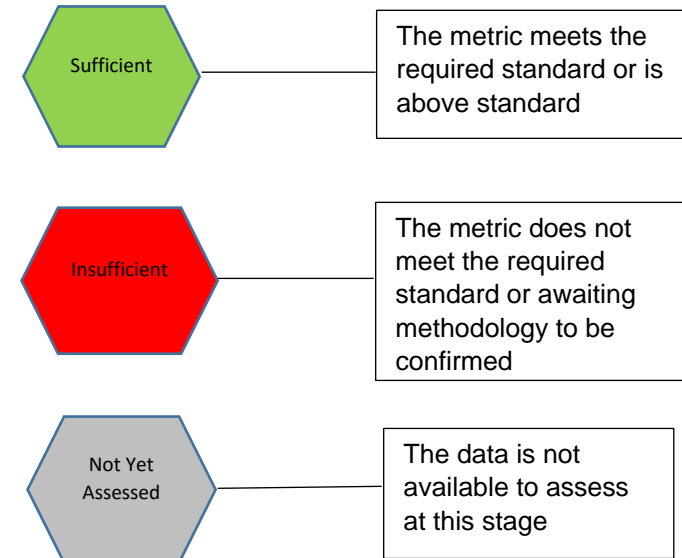 Sufficient
The metric meets the
required standard or is
above standard
Insufficient
The metric does not
meet the required
standard or awaiting
methodology to be
confirmed
Not Yet
Assessed
The data is not
available to assess
at this stage